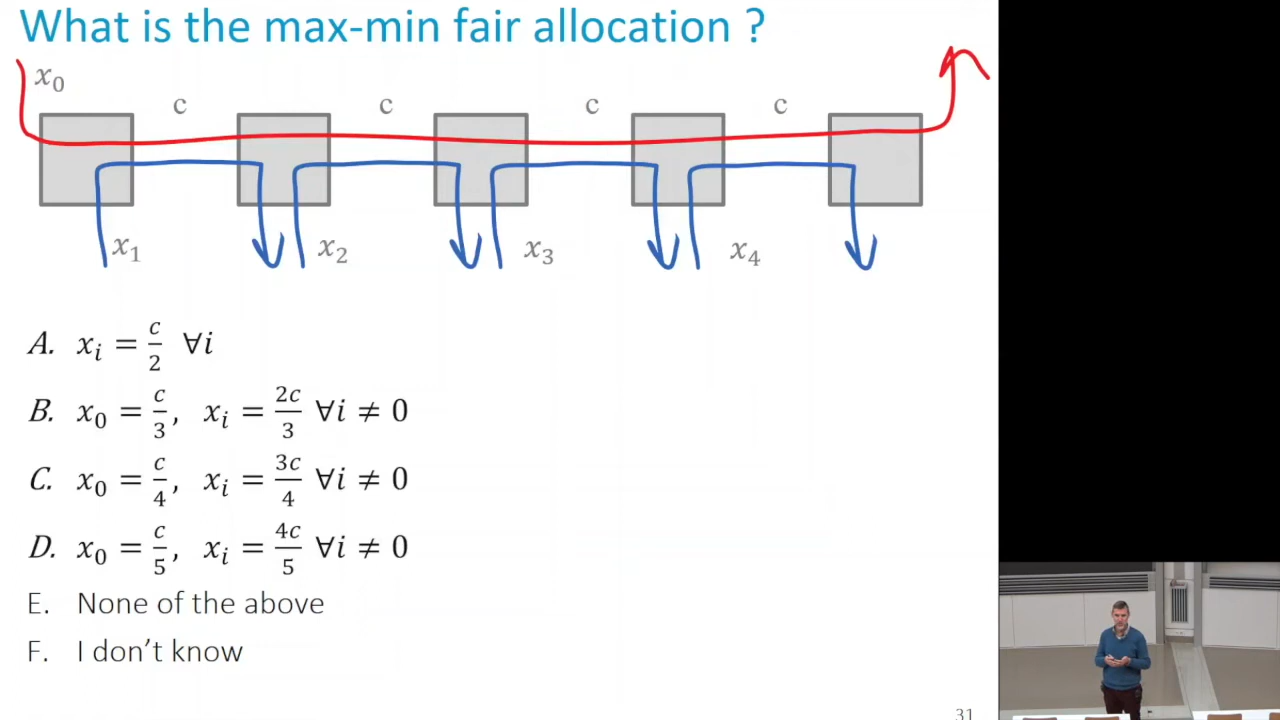 What is the max-min fair allocation ?
x₀
c c c c
x₁ x₂ x₃ x₄
A. xᵢ = c/2 ∀i
B. x₀ = c/3, xᵢ = 2c/3 ∀i ≠ 0
C. x₀ = c/4, xᵢ = 3c/4 ∀i ≠ 0
D. x₀ = c/5, xᵢ = 4c/5 ∀i ≠ 0
E. None of the above
F. I don’t know
31